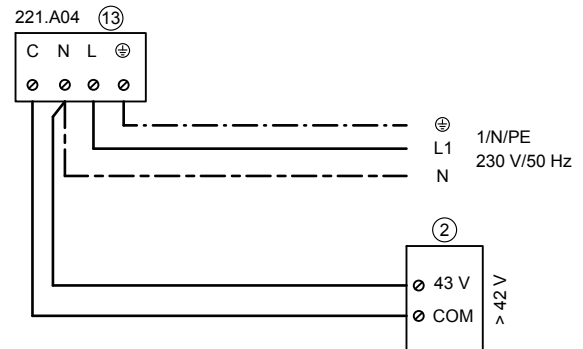 221.A04 13
C N L ⏚
⏚
L1
N
1/N/PE
230 V/50 Hz
2
43 V
COM
> 42 V